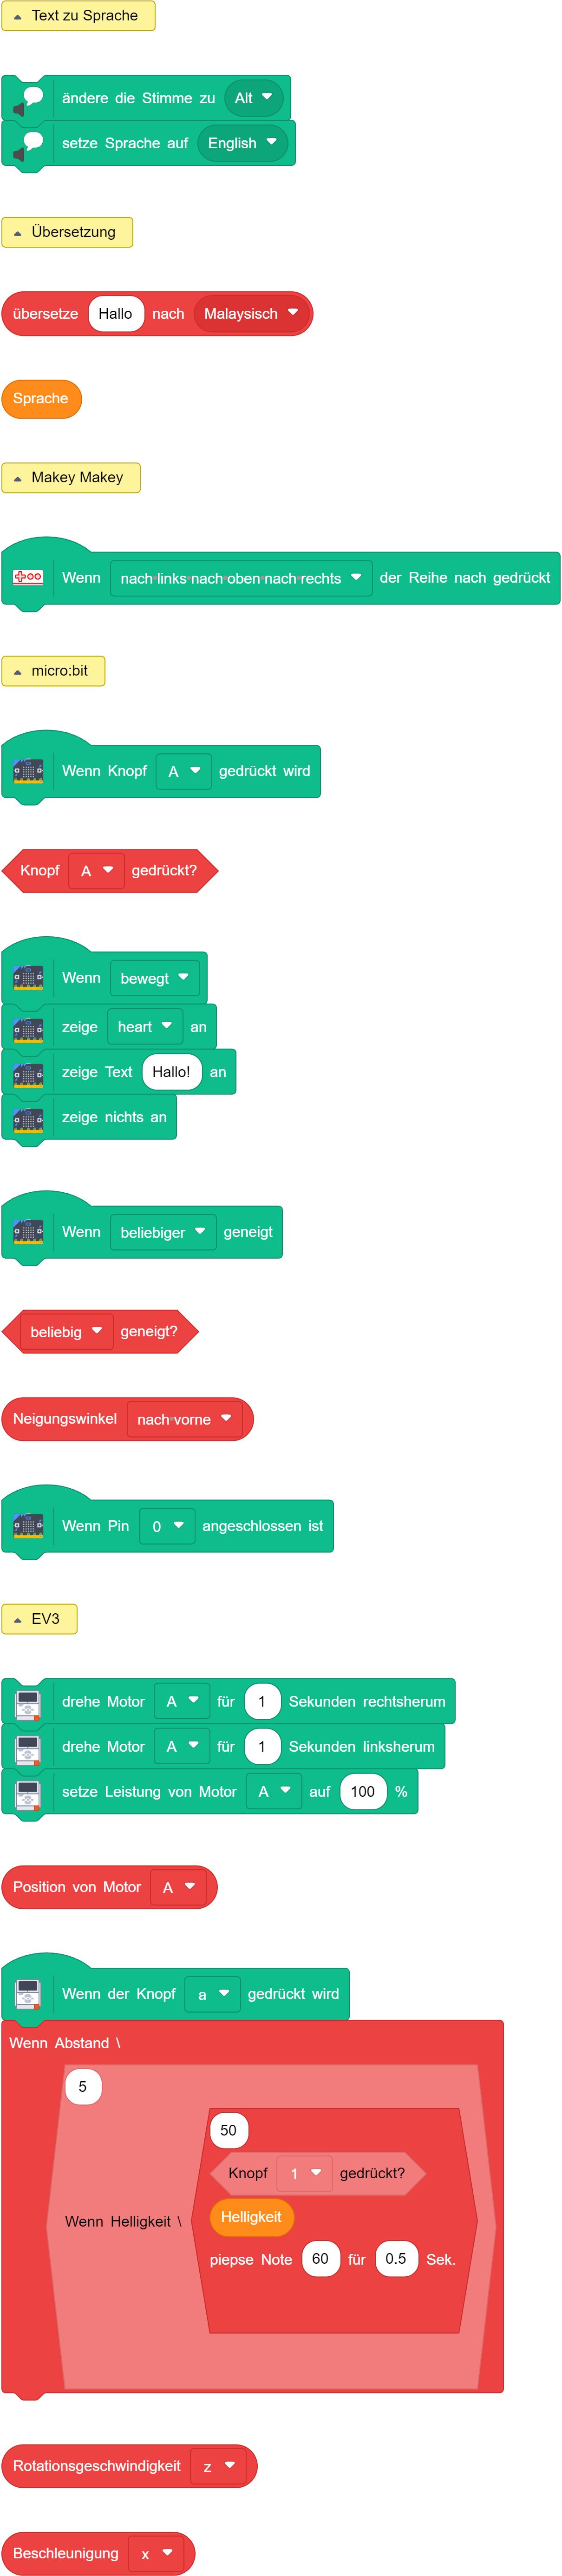 Text zu Sprache
ändere die Stimme zu Alt
setze Sprache auf English
Übersetzung
übersetze Hallo nach Malaysisch
Sprache
Makey Makey
Wenn nach links nach oben nach rechts der Reihe nach gedrückt
micro:bit
Wenn Knopf A gedrückt wird
Knopf A gedrückt?
Wenn bewegt
zeige heart an
zeige Text Hallo! an
zeige nichts an
Wenn beliebiger geneigt
beliebig geneigt?
Neigungswinkel nach vorne
Wenn Pin 0 angeschlossen ist
EV3
drehe Motor A für 1 Sekunden rechtsherum
drehe Motor A für 1 Sekunden linksherum
setze Leistung von Motor A auf 100 %
Position von Motor A
Wenn der Knopf a gedrückt wird
Wenn Abstand \
5
50
Knopf 1 gedrückt?
Wenn Helligkeit \
Helligkeit
piepse Note 60 für 0.5 Sek.
Rotationsgeschwindigkeit z
Beschleunigung x